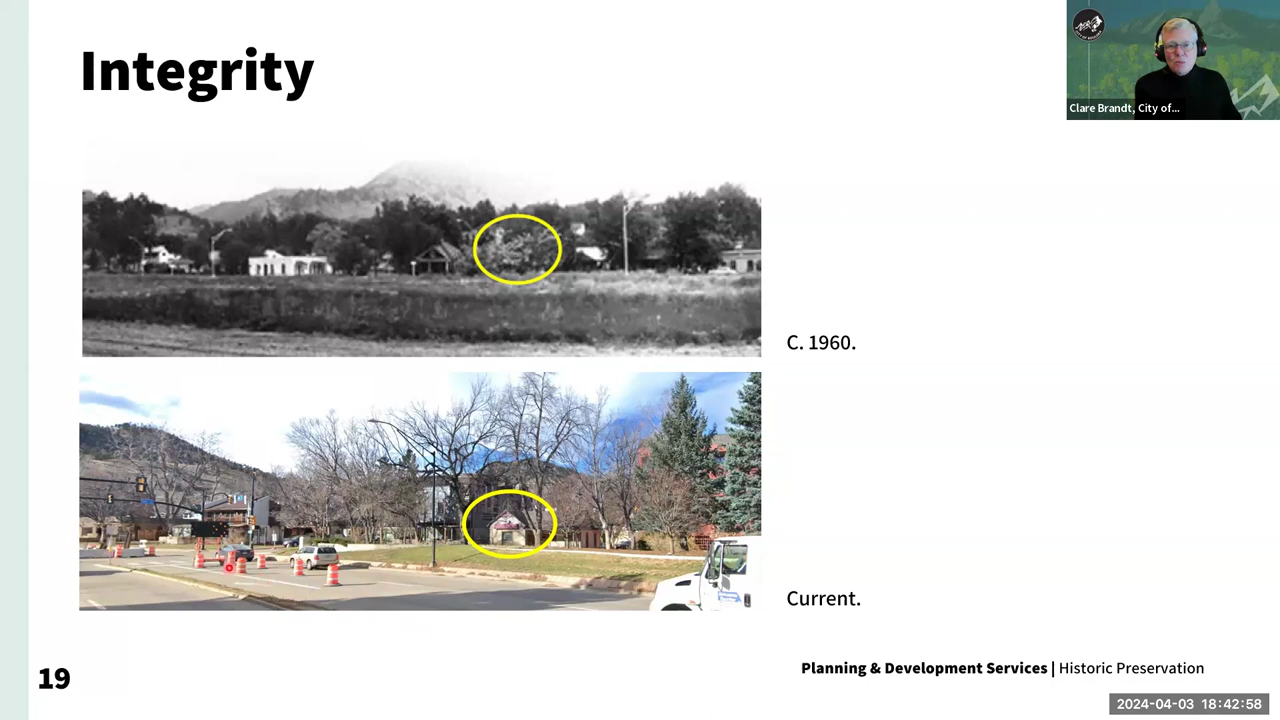 Integrity
Clare Brandt, City of...
C. 1960.
Current.
19
Planning & Development Services | Historic Preservation
2024-04-03 18:42:58